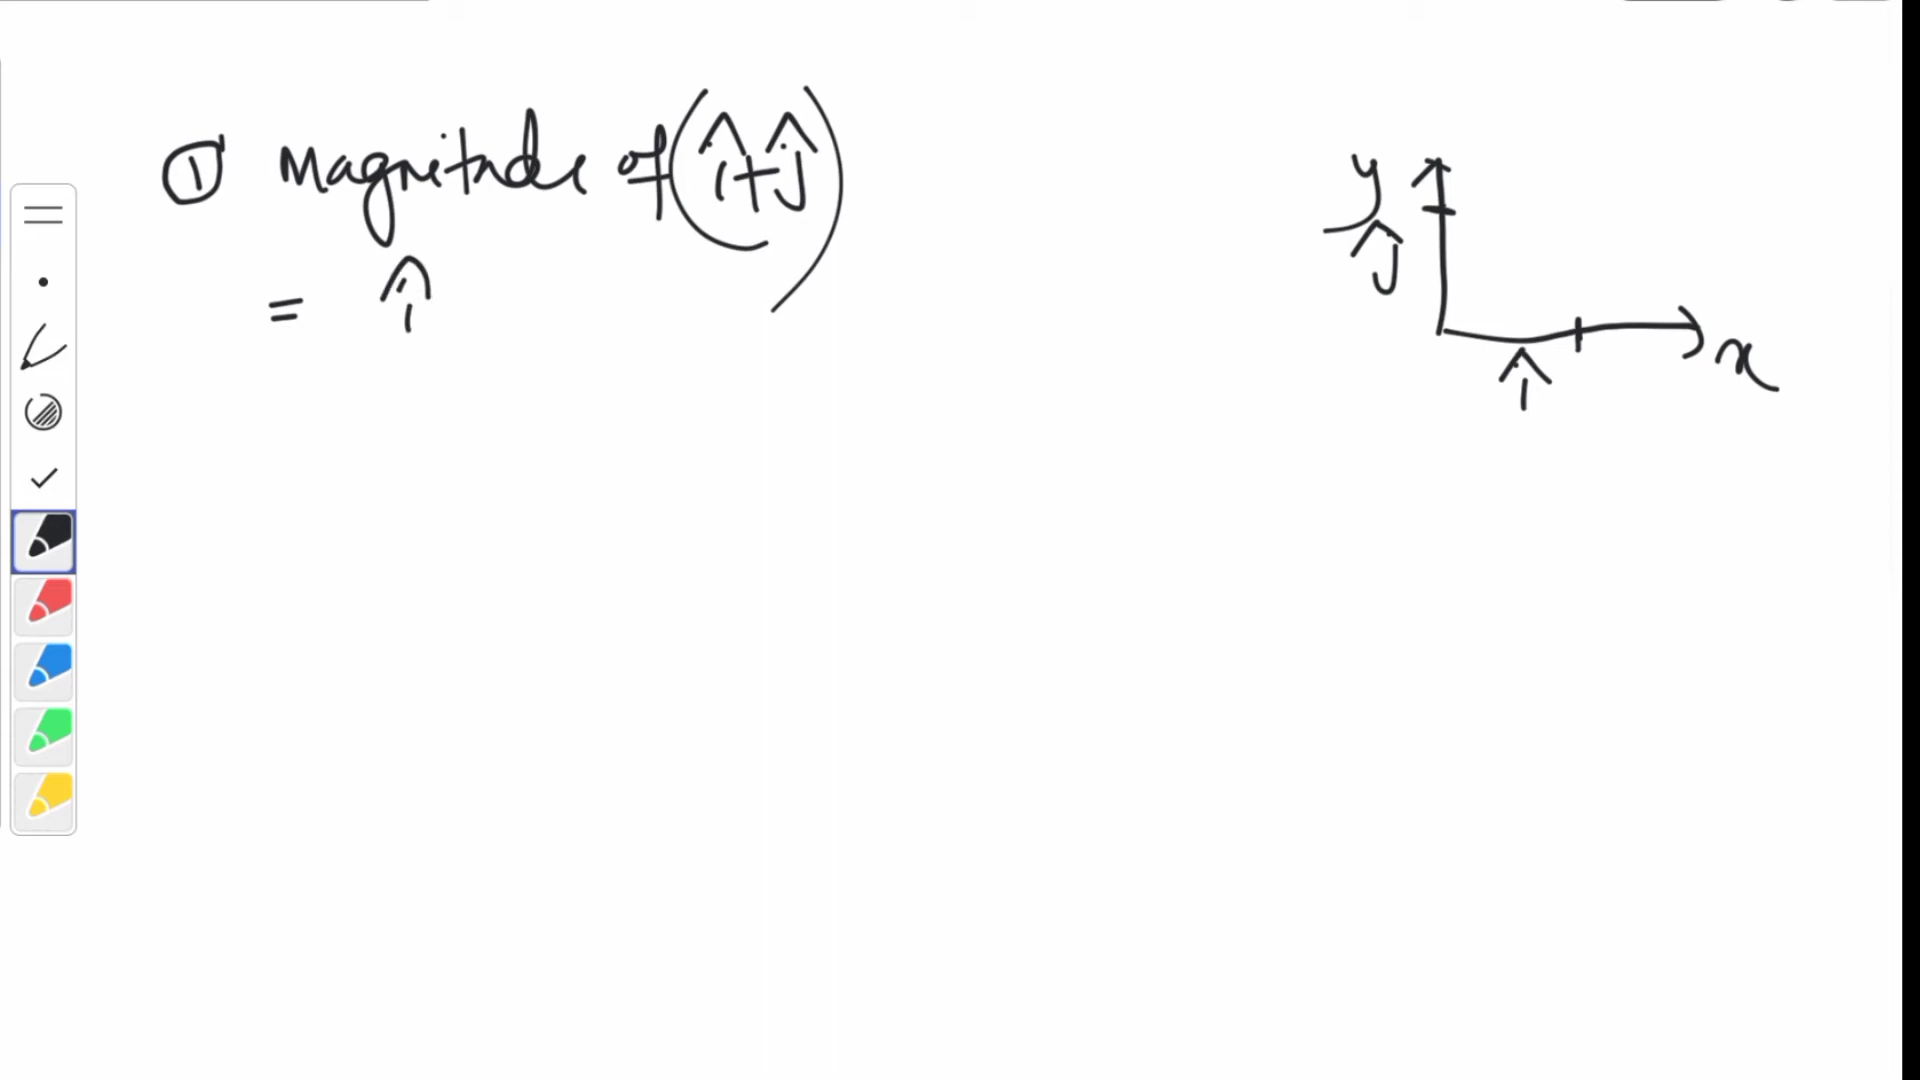 ① Magnitude of (î+ĵ)
= î
y
ĵ
x
î